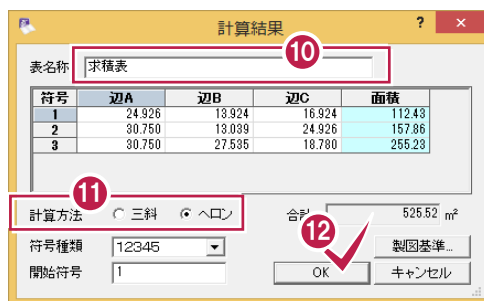 計算結果
? ×
⑩
表名称 求積表
符号 辺A 辺B 辺C 面積
1 24.926 13.924 16.924 112.43
2 30.750 13.039 24.926 157.86
3 30.750 27.535 18.780 255.23
⑪
計算方法 三斜 ヘロン 合計 525.52 m²
⑫
符号種類 12345 製図基準...
開始符号 1 OK キャンセル